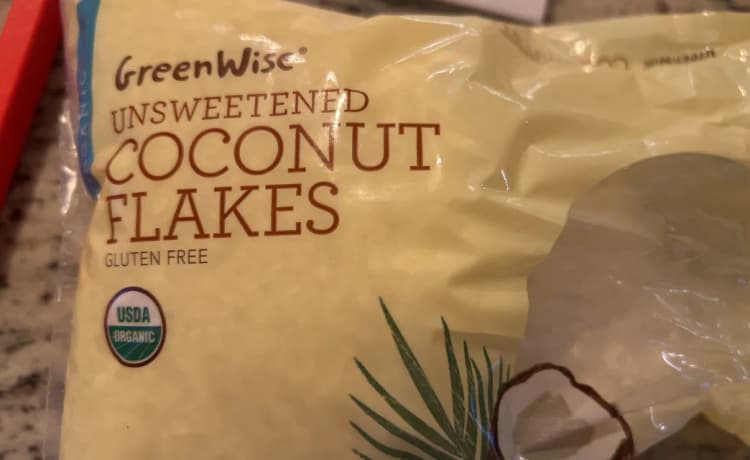 GreenWise
UNSWEETENED
COCONUT
FLAKES
GLUTEN FREE
USDA
ORGANIC